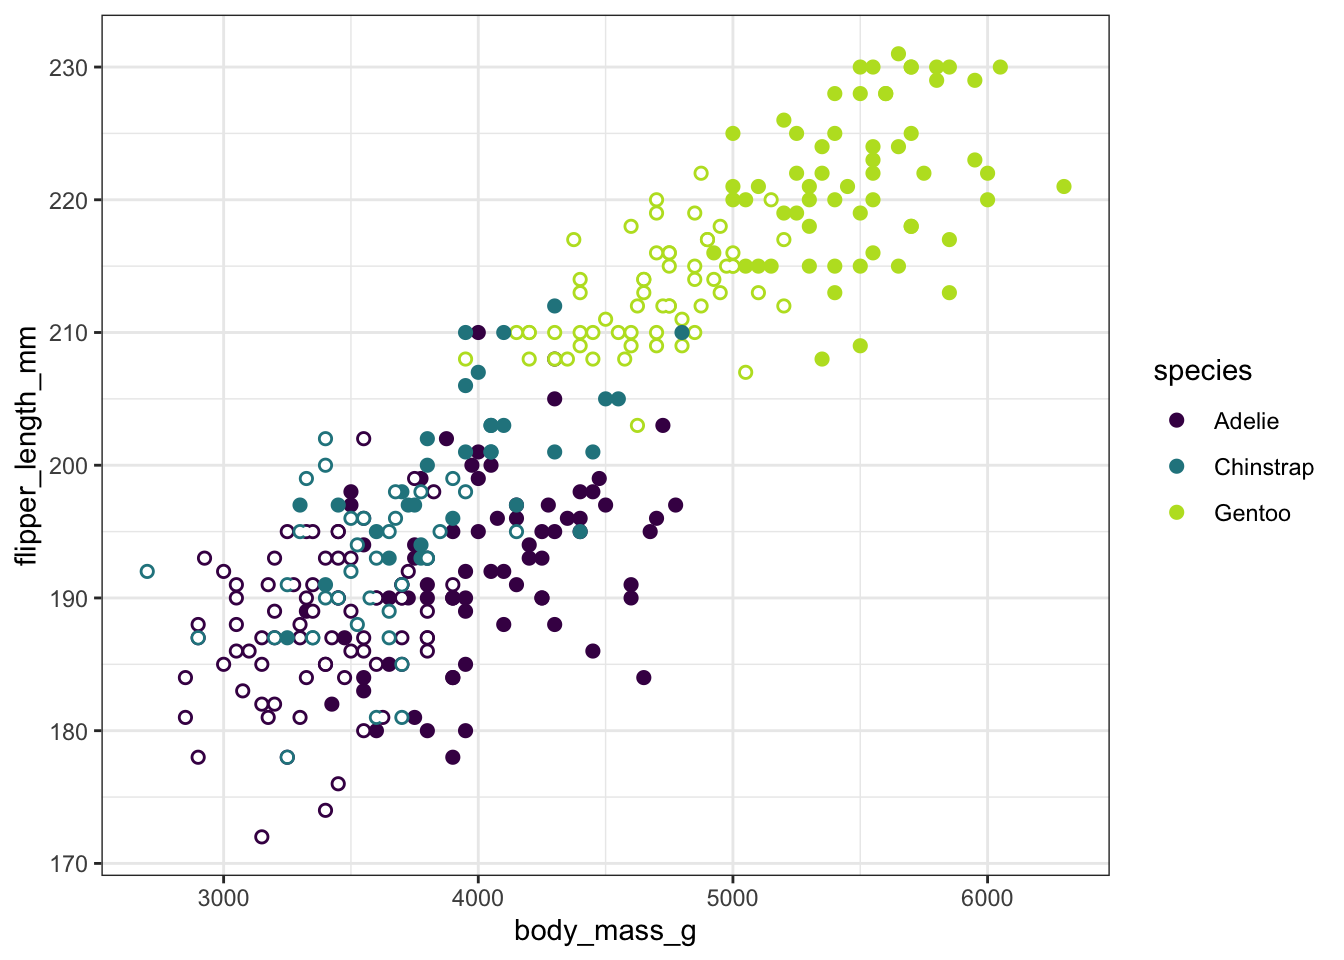 230
220
210
200
190
180
170
flipper_length_mm
3000 4000 5000 6000
body_mass_g
species
Adelie
Chinstrap
Gentoo